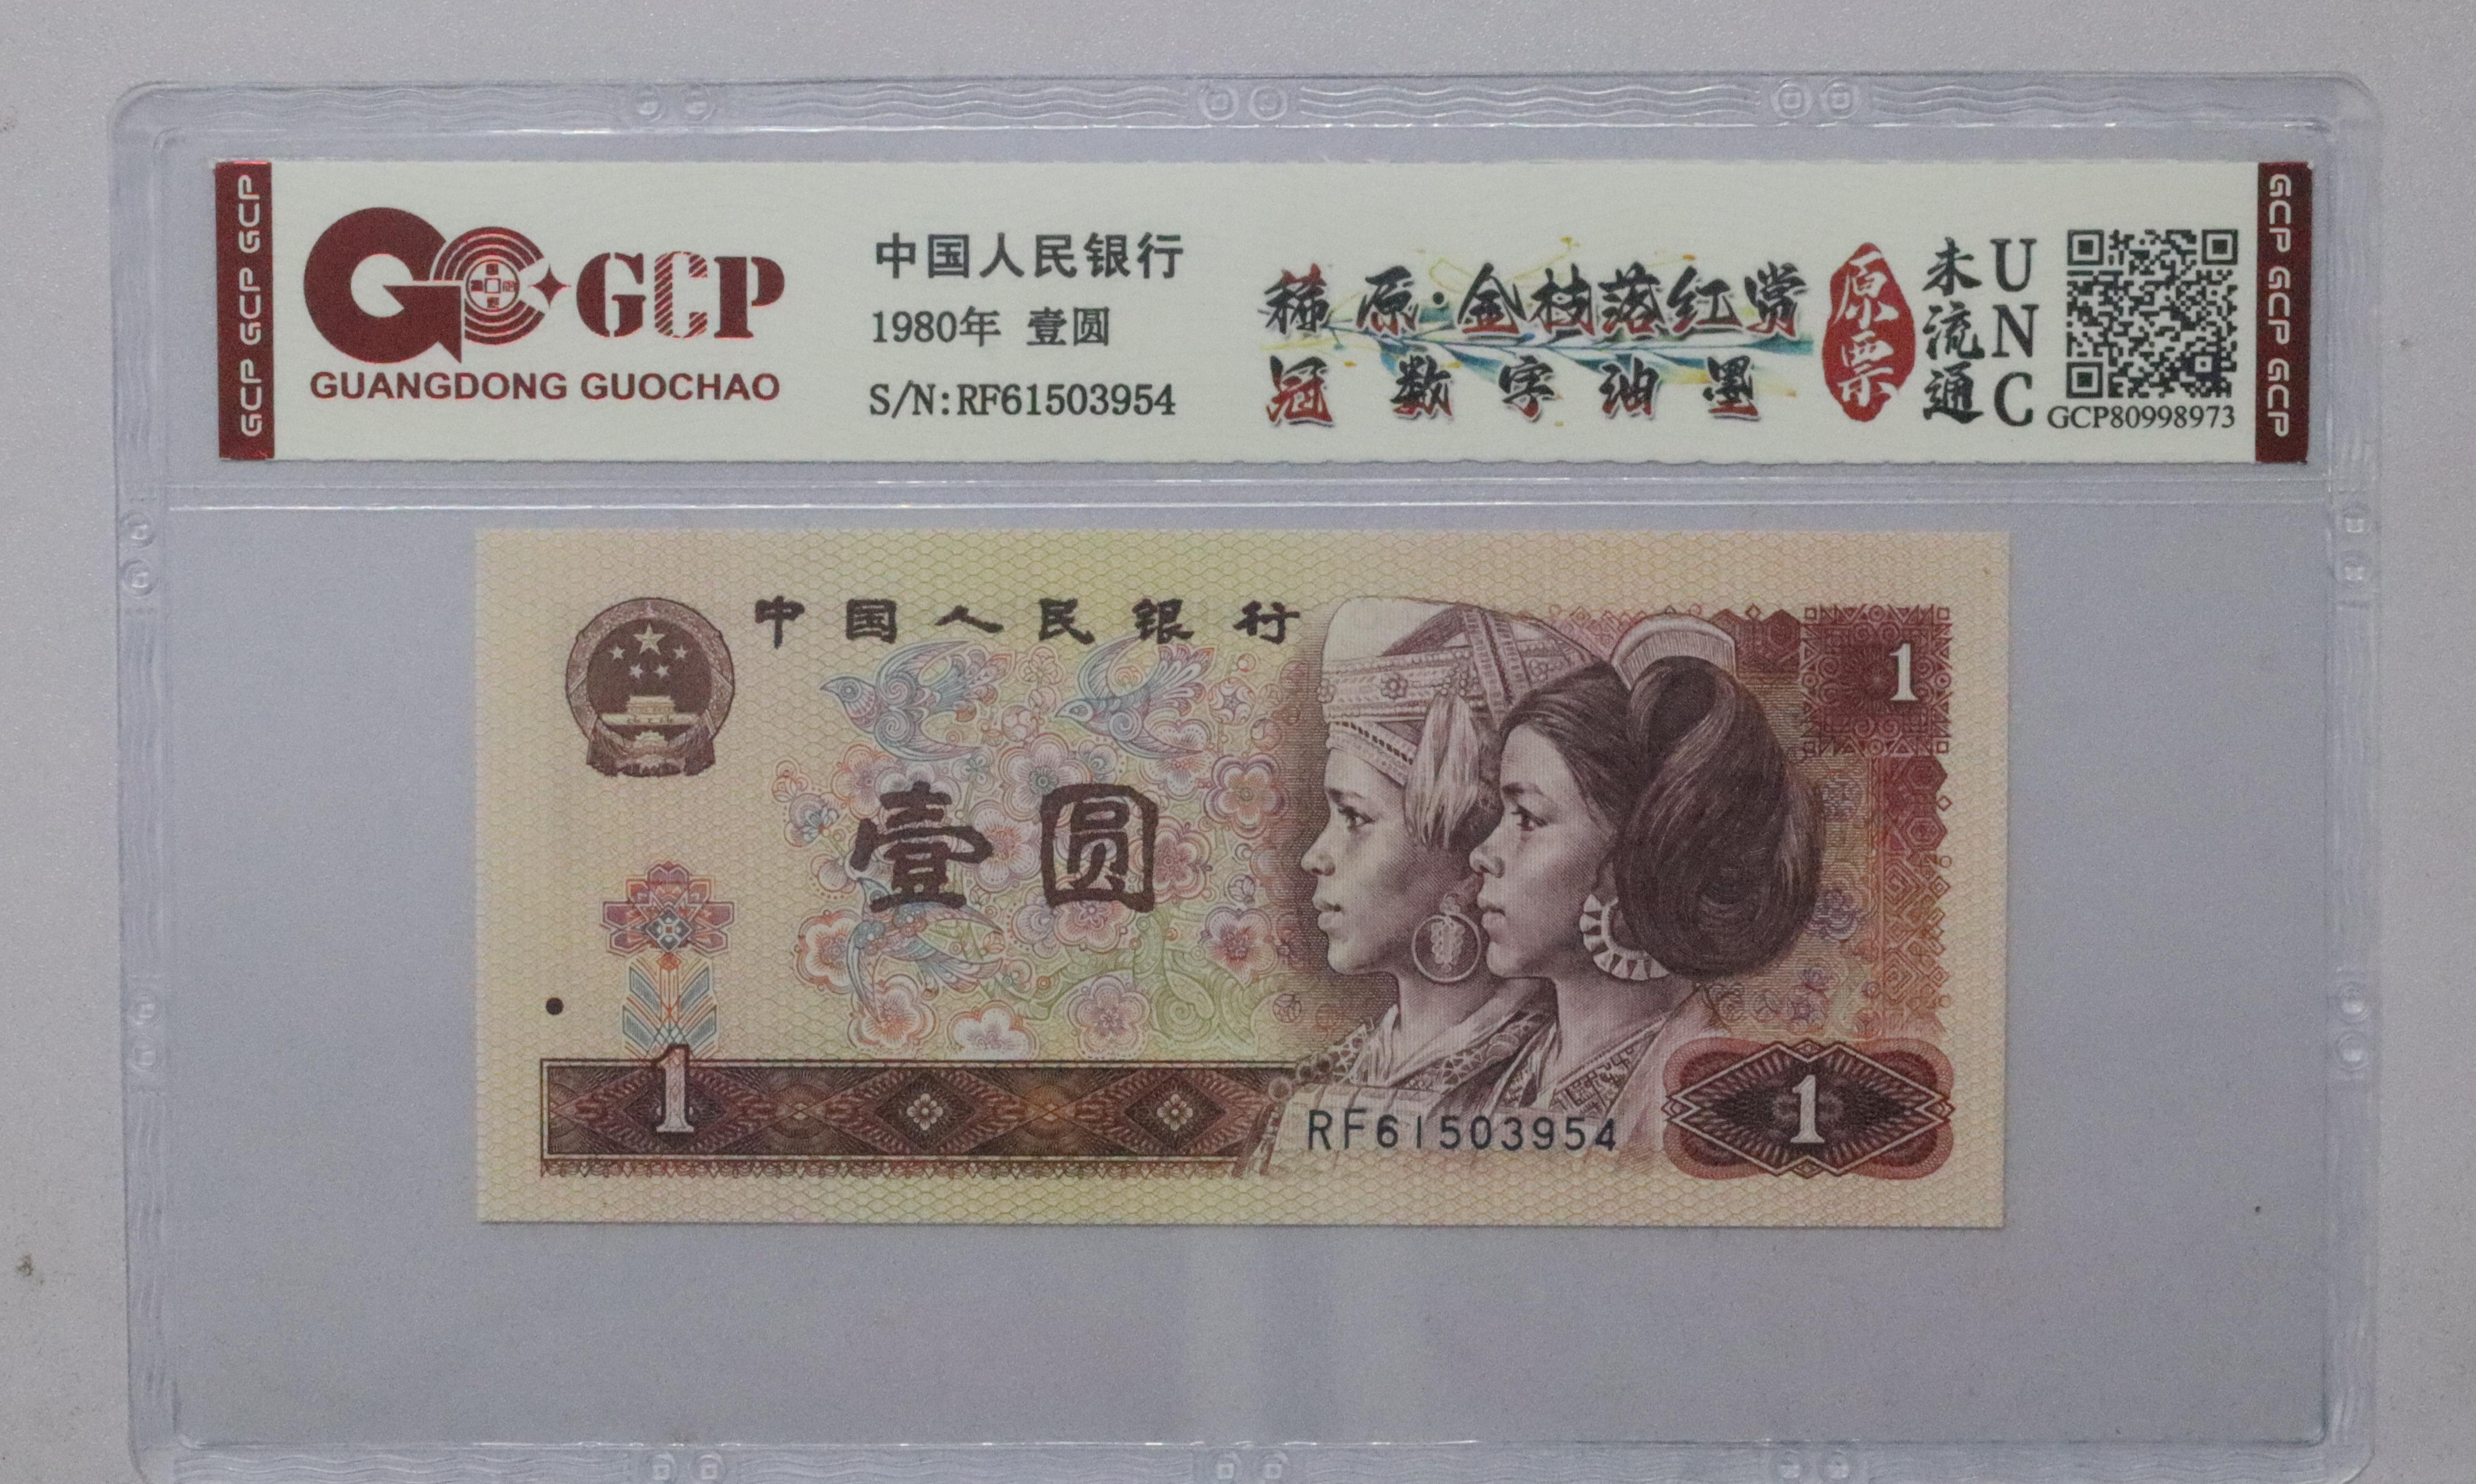 GCP GCP GCP
GCP
GUANGDONG GUOCHAO
中国人民银行
1980年 壹圆
S/N:RF61503954
稀原·金枝落红赏
冠数字油墨
原票
未流通
UNC
GCP80998973
GCP GCP GCP
中国人民银行
1
壹圆
1
RF61503954
1